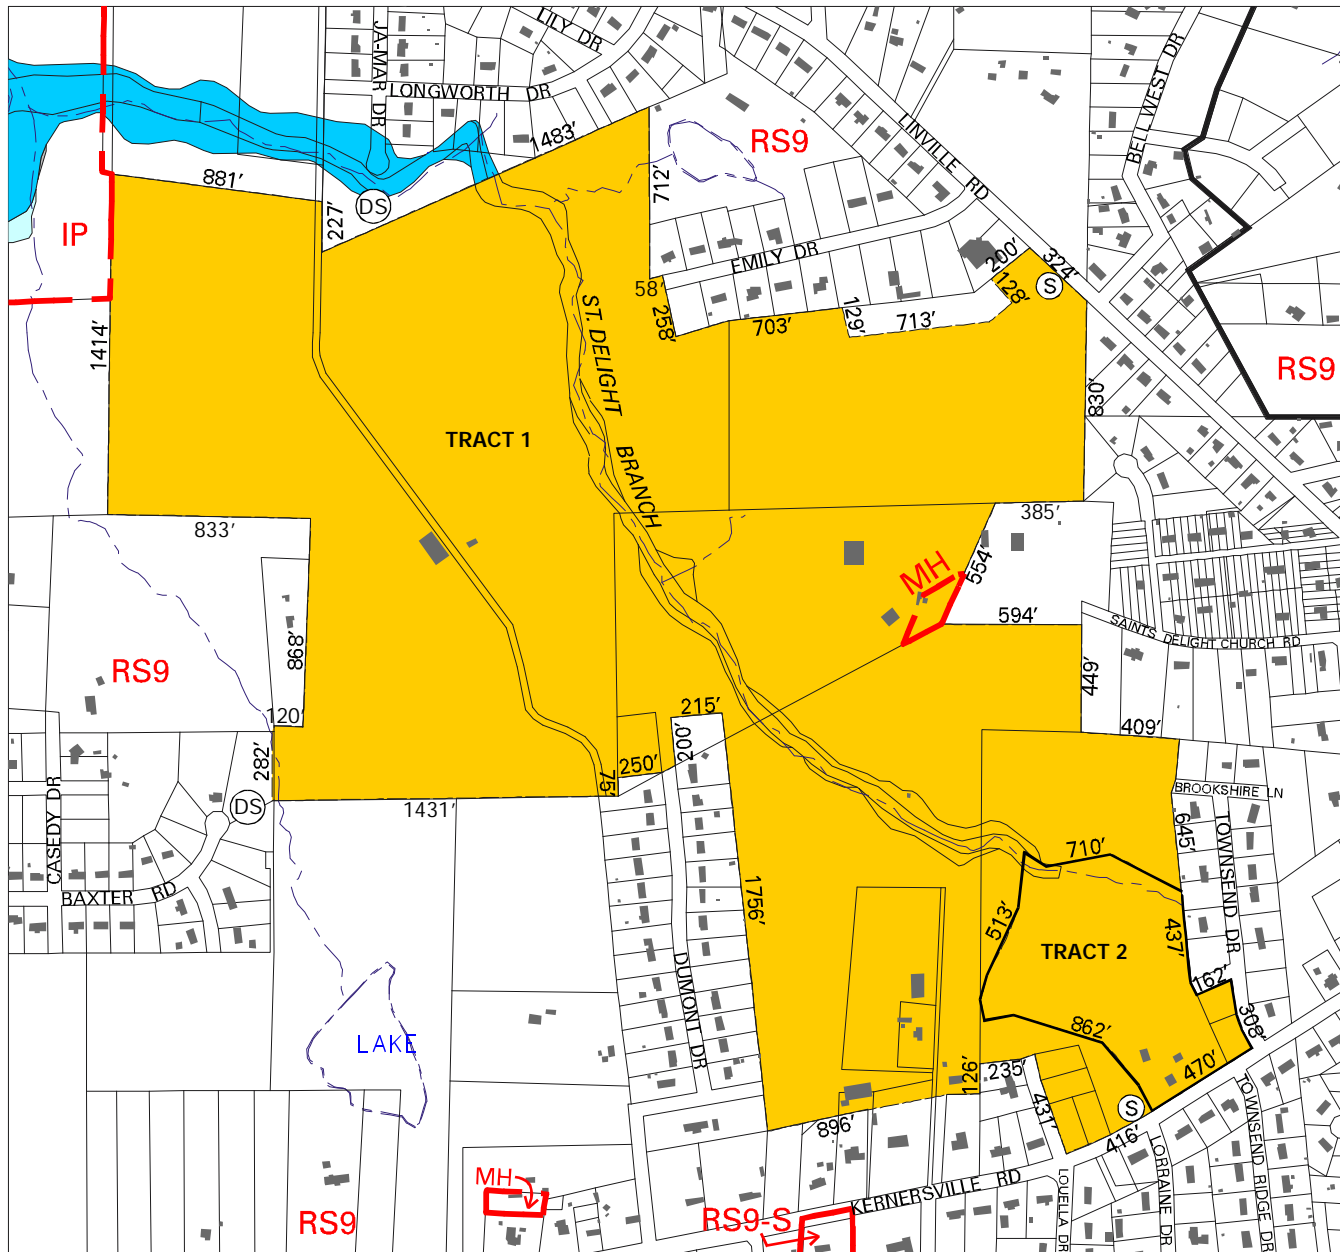 LILY DR
JA-MAR DR
LONGWORTH DR
1483'
LINVILLE RD
BELL WEST DR
RS9
881'
712'
227'
DS
IP
EMILY DR
200'
324'
S
128'
58'
258'
703'
129'
713'
ST. DELIGHT BRANCH
1414'
RS9
830'
TRACT 1
833'
385'
MH
554'
594'
SAINTS DELIGHT CHURCH RD
868'
RS9
449'
120'
215'
409'
200'
282'
250'
75'
DS
1431'
BROOKSHIRE LN
CASEDY DR
645'
TOWNSEND DR
710'
BAXTER RD
1756'
513'
437'
TRACT 2
162'
DUMONT DR
308'
862'
LAKE
470'
126'
235'
431'
S
896'
416'
TOWNSEND RIDGE DR
LORRAINE DR
LOUELLA DR
MH
KERNERSVILLE RD
RS9
RS9-S